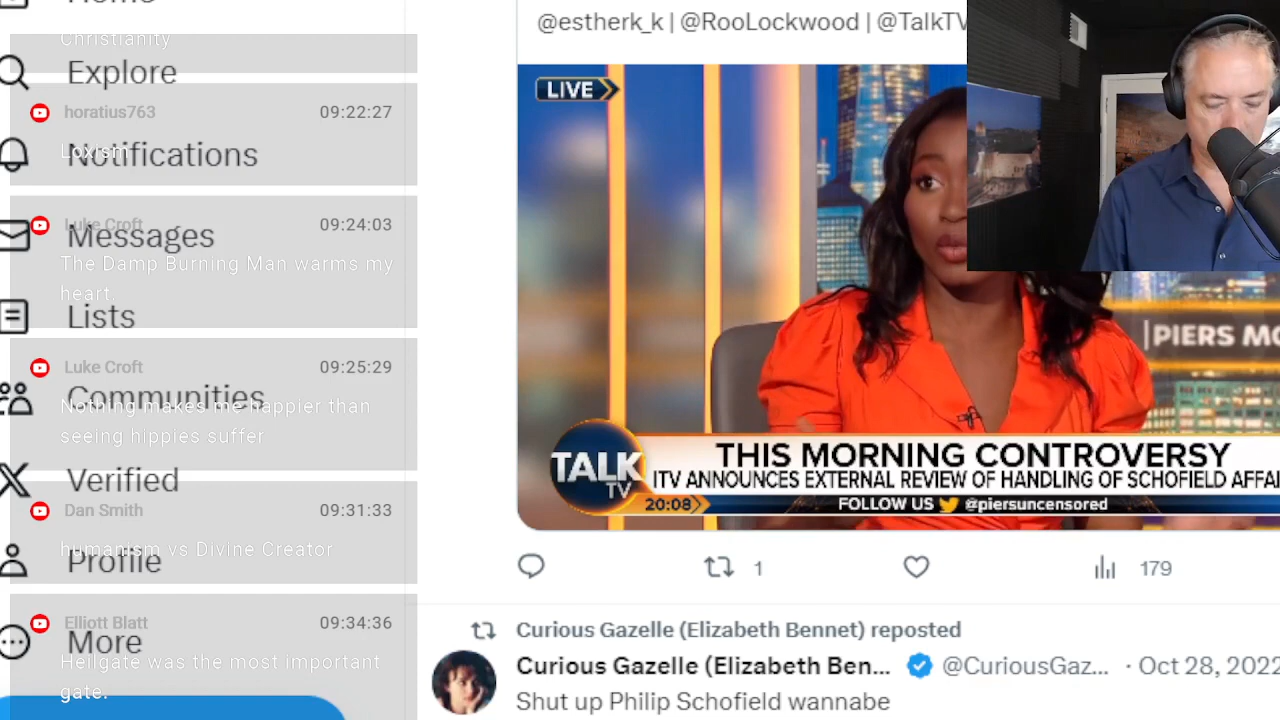 Home
Christianity
Explore
horatius763 09:22:27
Loxism
Notifications
Luke Croft 09:24:03
Messages
The Damp Burning Man warms my
heart
Lists
Luke Croft 09:25:29
Communities
Nothing makes me happier than
seeing hippies suffer
Verified
Dan Smith 09:31:33
humanism vs Divine Creator
Profile
Elliott Blatt 09:34:36
More
Hellgate was the most important
gate.
@estherk_k | @RooLockwood | @TalkTV
LIVE
PIERS MO
THIS MORNING CONTROVERSY
ITV ANNOUNCES EXTERNAL REVIEW OF HANDLING OF SCHOFIELD AFFAI
TALK
TV
20:08
FOLLOW US @piersuncensored
1 179
Curious Gazelle (Elizabeth Bennet) reposted
Curious Gazelle (Elizabeth Ben... @CuriousGaz... · Oct 28, 2022
Shut up Philip Schofield wannabe